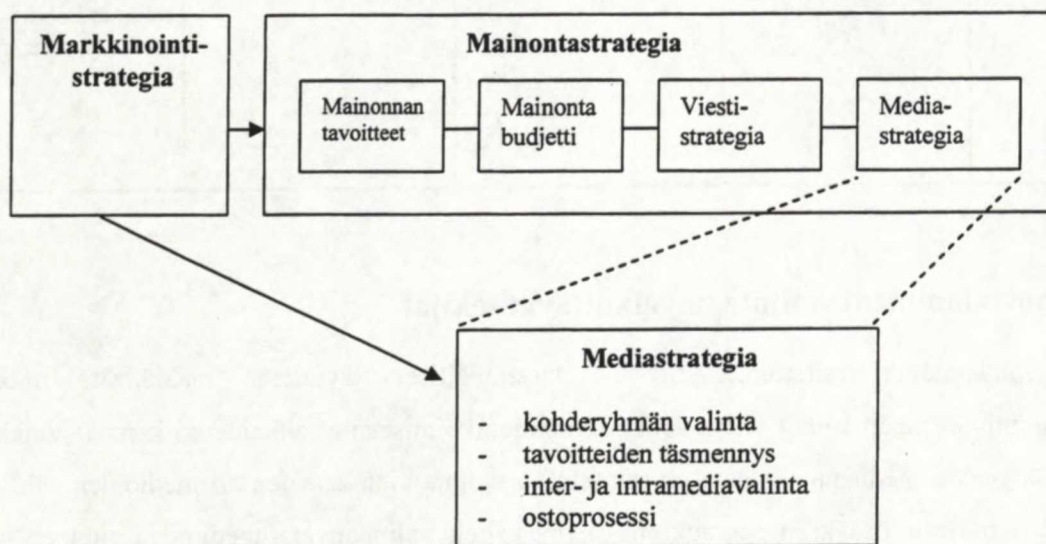 Markkinointi-
strategia
Mainontastrategia
Mainonnan
tavoitteet
Mainonta
budjetti
Viesti-
strategia
Media-
strategia
Mediastrategia
- kohderyhmän valinta
- tavoitteiden täsmennys
- inter- ja intramediavalinta
- ostoprosessi